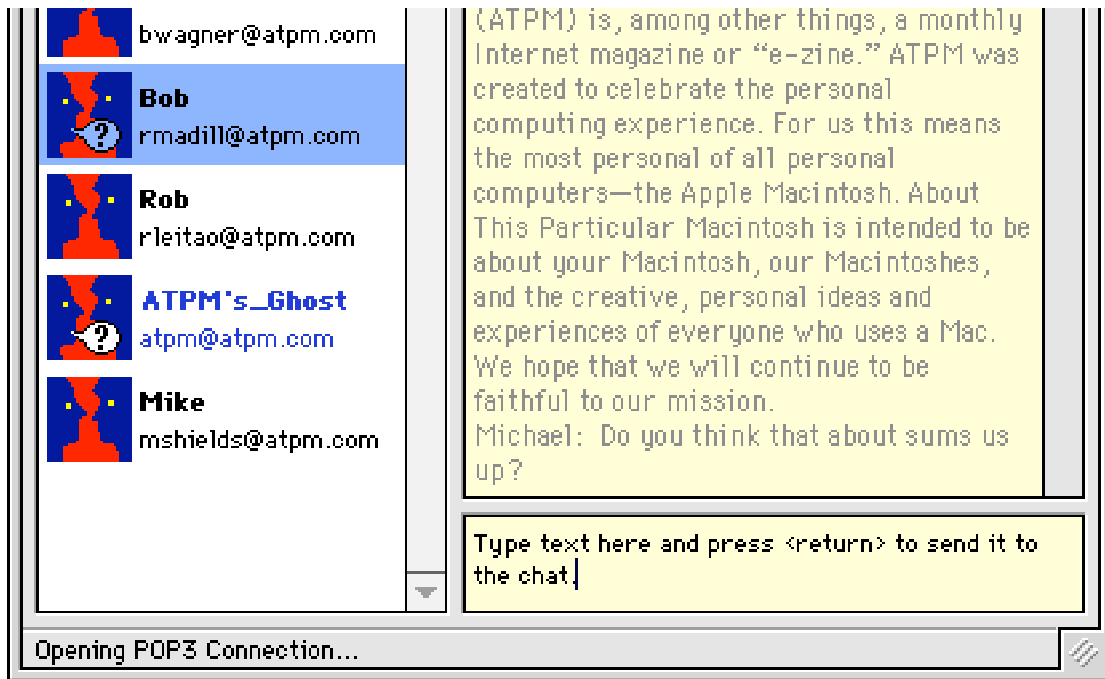 bwagner@atpm.com
Bob
rmadill@atpm.com
?
Rob
rleitao@atpm.com
ATPM's_Ghost
atpm@atpm.com
?
Mike
mshields@atpm.com
(ATPM) is, among other things, a monthly
Internet magazine or “e-zine.” ATPM was
created to celebrate the personal
computing experience. For us this means
the most personal of all personal
computers—the Apple Macintosh. About
This Particular Macintosh is intended to be
about your Macintosh, our Macintoshes,
and the creative, personal ideas and
experiences of everyone who uses a Mac.
We hope that we will continue to be
faithful to our mission.
Michael: Do you think that about sums us
up?
Type text here and press <return> to send it to
the chat.
Opening POP3 Connection...